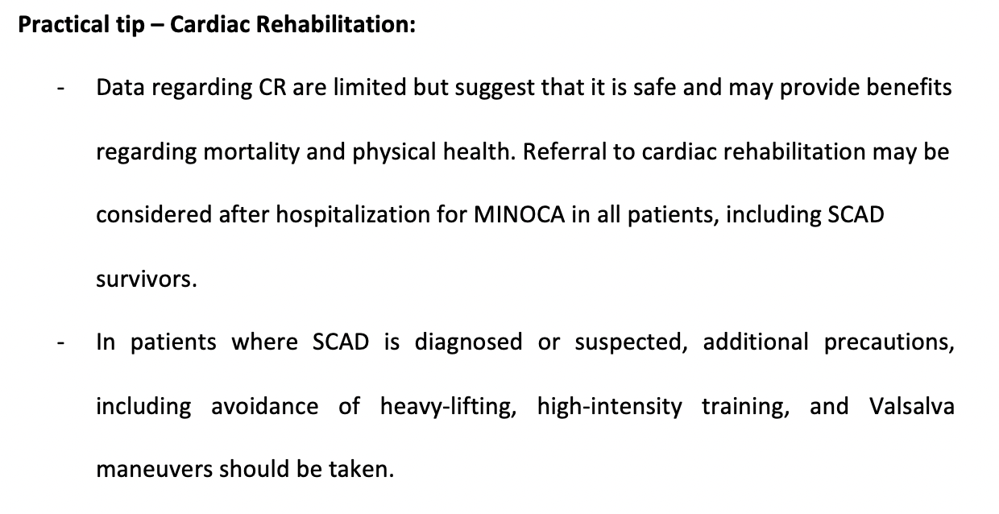 Practical tip – Cardiac Rehabilitation:
- Data regarding CR are limited but suggest that it is safe and may provide benefits
regarding mortality and physical health. Referral to cardiac rehabilitation may be
considered after hospitalization for MINOCA in all patients, including SCAD
survivors.
- In patients where SCAD is diagnosed or suspected, additional precautions,
including avoidance of heavy-lifting, high-intensity training, and Valsalva
maneuvers should be taken.